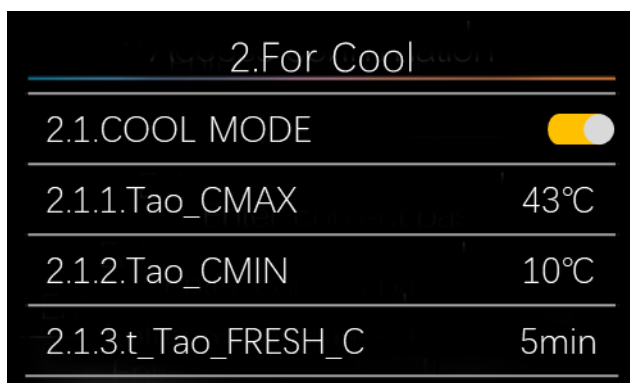 2.For Cool
2.1.COOL MODE
2.1.1.Tao_CMAX 43℃
2.1.2.Tao_CMIN 10℃
2.1.3.t_Tao_FRESH_C 5min